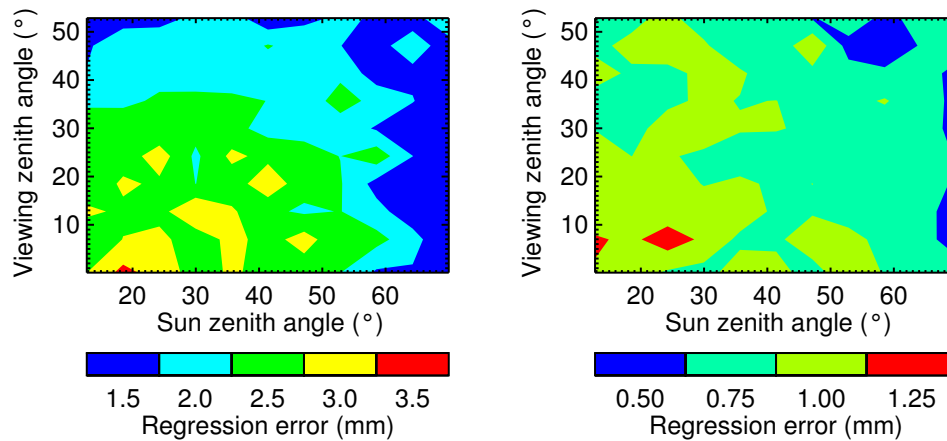 50
40
30
20
10
Viewing zenith angle (°)
20 30 40 50 60
Sun zenith angle (°)
1.5 2.0 2.5 3.0 3.5
Regression error (mm)
50
40
30
20
10
Viewing zenith angle (°)
20 30 40 50 60
Sun zenith angle (°)
0.50 0.75 1.00 1.25
Regression error (mm)